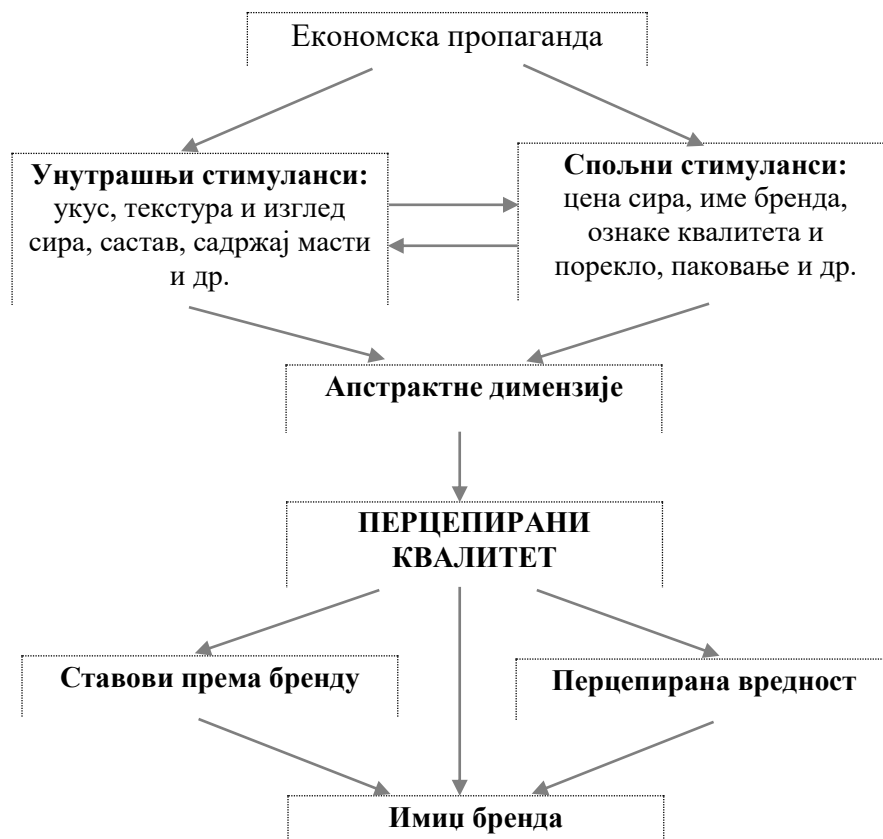 Економска пропаганда
Унутрашњи стимуланси:
укус, текстура и изглед
сира, састав, садржај масти
и др.
Спољни стимуланси:
цена сира, име бренда,
ознаке квалитета и
порекло, паковање и др.
Апстрактне димензије
ПЕРЦЕПИРАНИ
КВАЛИТЕТ
Ставови према бренду
Перцепирана вредност
Имиџ бренда